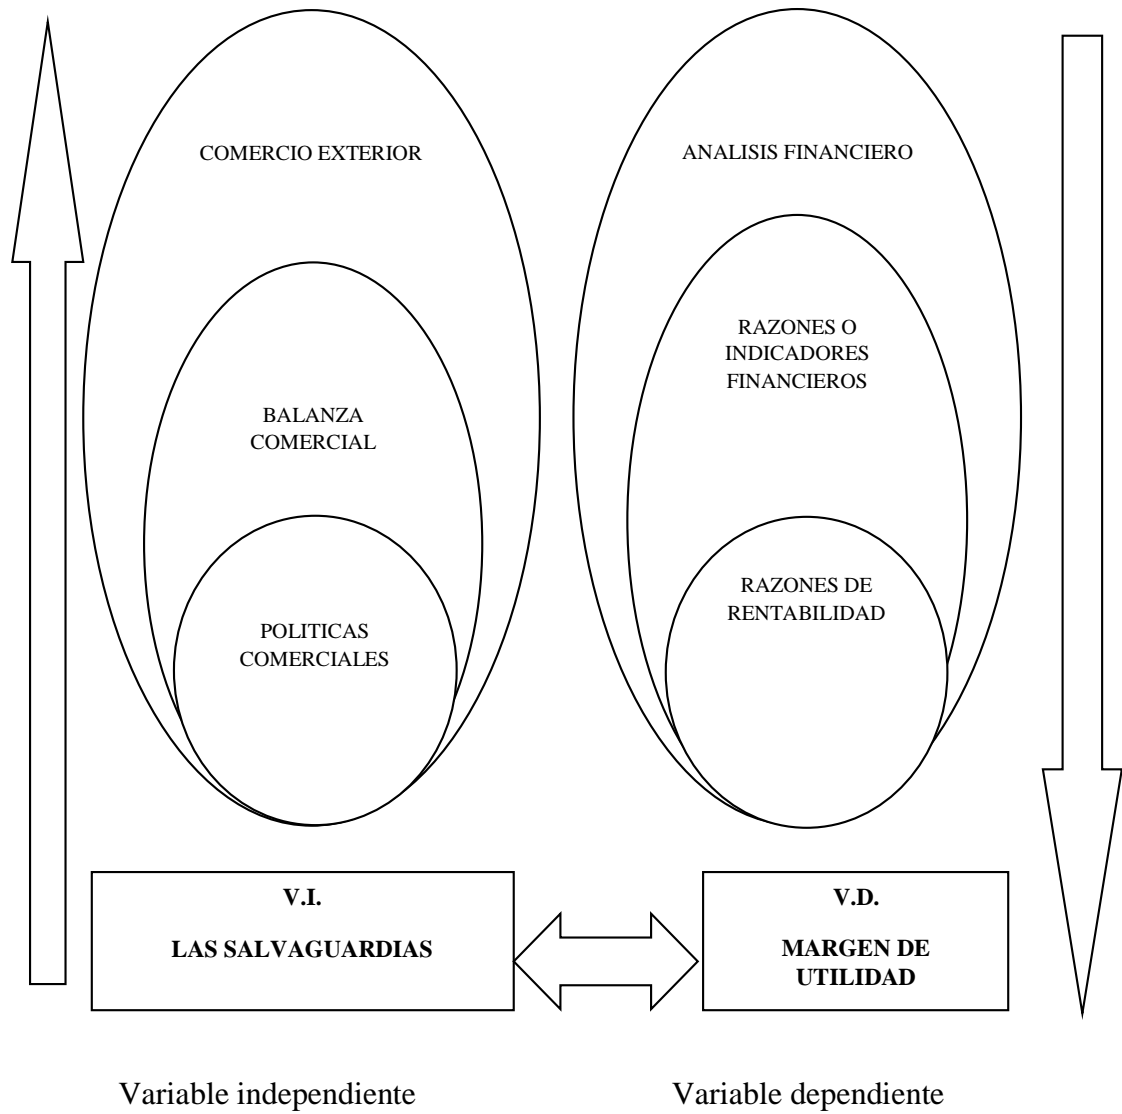 COMERCIO EXTERIOR
BALANZA
COMERCIAL
POLITICAS
COMERCIALES
ANALISIS FINANCIERO
RAZONES O
INDICADORES
FINANCIEROS
RAZONES DE
RENTABILIDAD
V.I.
LAS SALVAGUARDIAS
V.D.
MARGEN DE
UTILIDAD
Variable independiente
Variable dependiente